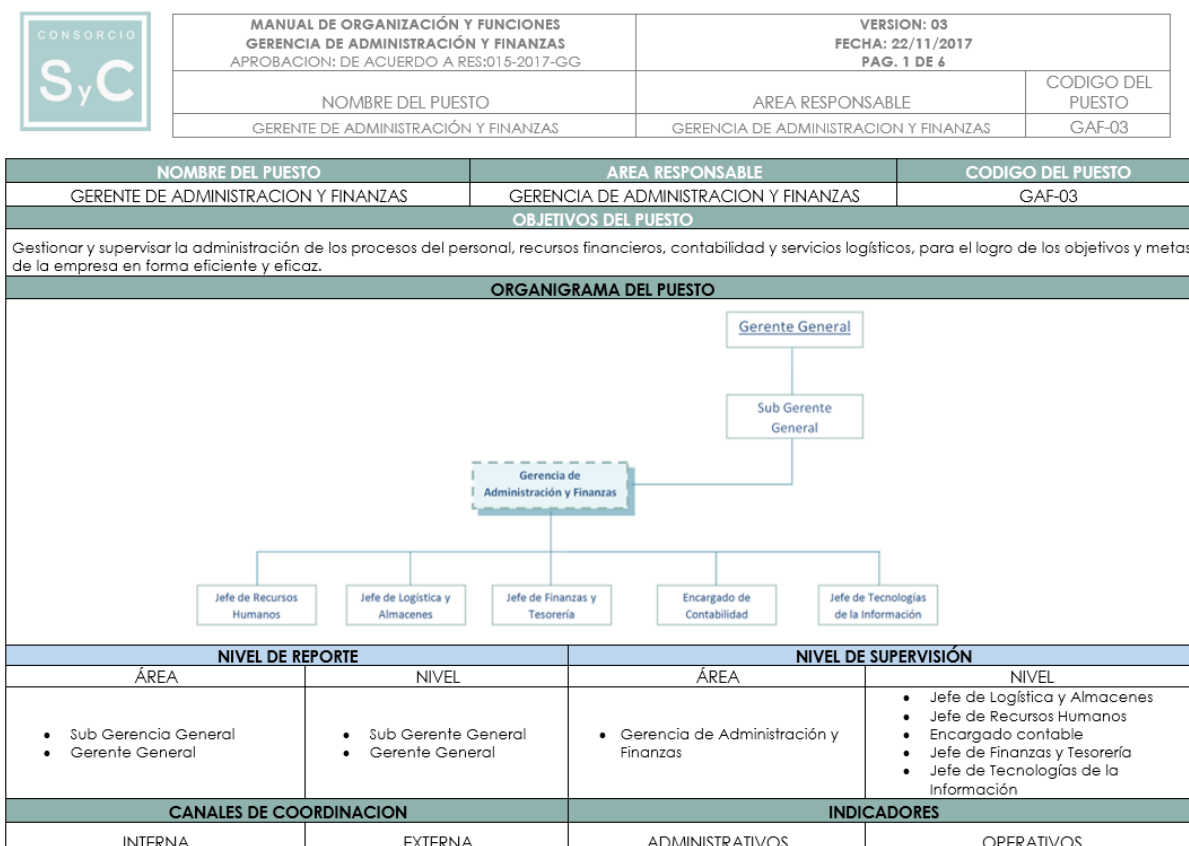 CONSORCIO
SyC
MANUAL DE ORGANIZACIÓN Y FUNCIONES
GERENCIA DE ADMINISTRACIÓN Y FINANZAS
APROBACION: DE ACUERDO A RES:015-2017-GG
VERSION: 03
FECHA: 22/11/2017
PAG. 1 DE 6
NOMBRE DEL PUESTO
AREA RESPONSABLE
CODIGO DEL
PUESTO
GERENTE DE ADMINISTRACIÓN Y FINANZAS
GERENCIA DE ADMINISTRACION Y FINANZAS
GAF-03
NOMBRE DEL PUESTO
AREA RESPONSABLE
CODIGO DEL PUESTO
GERENTE DE ADMINISTRACION Y FINANZAS
GERENCIA DE ADMINISTRACION Y FINANZAS
GAF-03
OBJETIVOS DEL PUESTO
Gestionar y supervisar la administración de los procesos del personal, recursos financieros, contabilidad y servicios logísticos, para el logro de los objetivos y metas
de la empresa en forma eficiente y eficaz.
ORGANIGRAMA DEL PUESTO
Gerente General
Sub Gerente
General
Gerencia de
Administración y Finanzas
Jefe de Recursos
Humanos
Jefe de Logística y
Almacenes
Jefe de Finanzas y
Tesorería
Encargado de
Contabilidad
Jefe de Tecnologías
de la Información
NIVEL DE REPORTE
NIVEL DE SUPERVISIÓN
ÁREA
NIVEL
ÁREA
NIVEL
• Sub Gerencia General
• Gerente General
• Sub Gerente General
• Gerente General
• Gerencia de Administración y
Finanzas
• Jefe de Logística y Almacenes
• Jefe de Recursos Humanos
• Encargado contable
• Jefe de Finanzas y Tesorería
• Jefe de Tecnologías de la
Información
CANALES DE COORDINACION
INDICADORES
INTERNA
EXTERNA
ADMINISTRATIVOS
OPERATIVOS